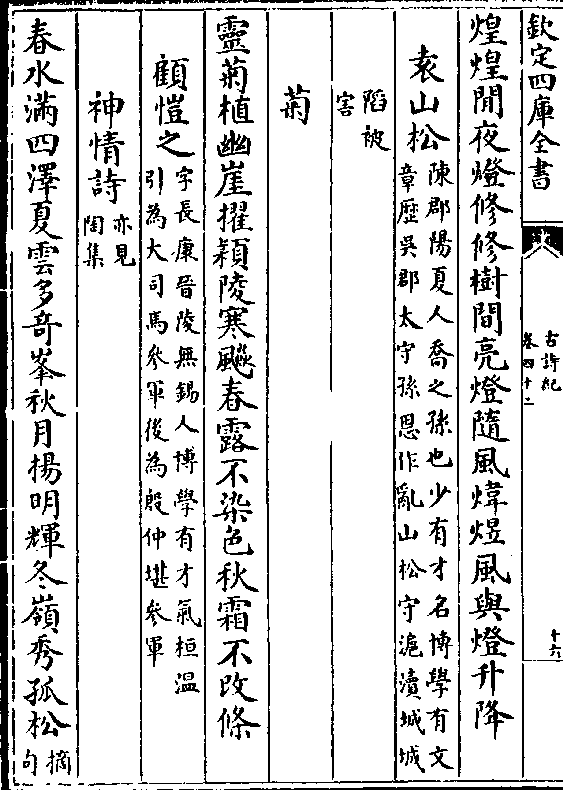 欽定四庫全書
古詩紀
卷四十二
十六
煌煌閒夜燈修修樹間亮燈隨風煒煜風與燈升降
袁山松陳郡陽夏人喬之孫也少有才名博學有文
章歷吳郡太守孫恩作亂山松守滬瀆城城
陷被
害
菊
靈菊植幽崖擢穎陵寒飈春露不染色秋霜不改條
顧愷之字長康晉陵無錫人博學有才氣桓温
引為大司馬參軍後為殷仲堪參軍
神情詩亦見
陶集
春水滿四澤夏雲多奇峯秋月揚明輝冬嶺秀孤松摘
句